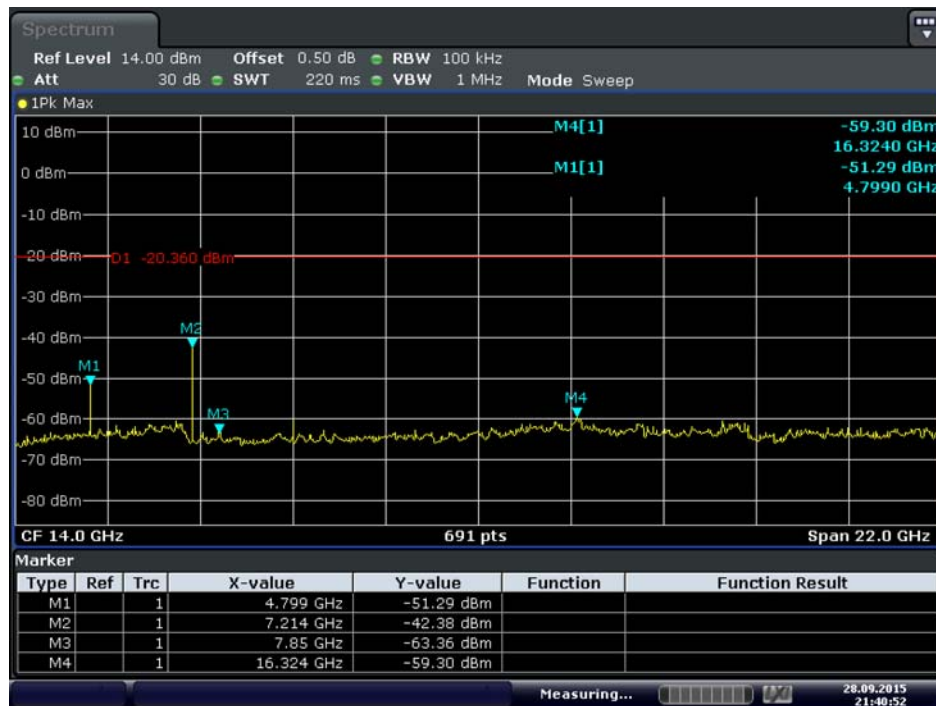 Spectrum
Ref Level 14.00 dBm Offset 0.50 dB RBW 100 kHz
Att 30 dB SWT 220 ms VBW 1 MHz Mode Sweep
1Pk Max
M4[1] -59.30 dBm
16.3240 GHz
M1[1] -51.29 dBm
4.7990 GHz
10 dBm
0 dBm
-10 dBm
-20 dBm
D1 -20.360 dBm
-30 dBm
M2
-40 dBm
M1
-50 dBm
M4
M3
-60 dBm
-70 dBm
-80 dBm
CF 14.0 GHz 691 pts Span 22.0 GHz
Marker
Type Ref Trc X-value Y-value Function Function Result
M1 1 4.799 GHz -51.29 dBm
M2 1 7.214 GHz -42.38 dBm
M3 1 7.85 GHz -63.36 dBm
M4 1 16.324 GHz -59.30 dBm
Measuring... 28.09.2015
21:40:52